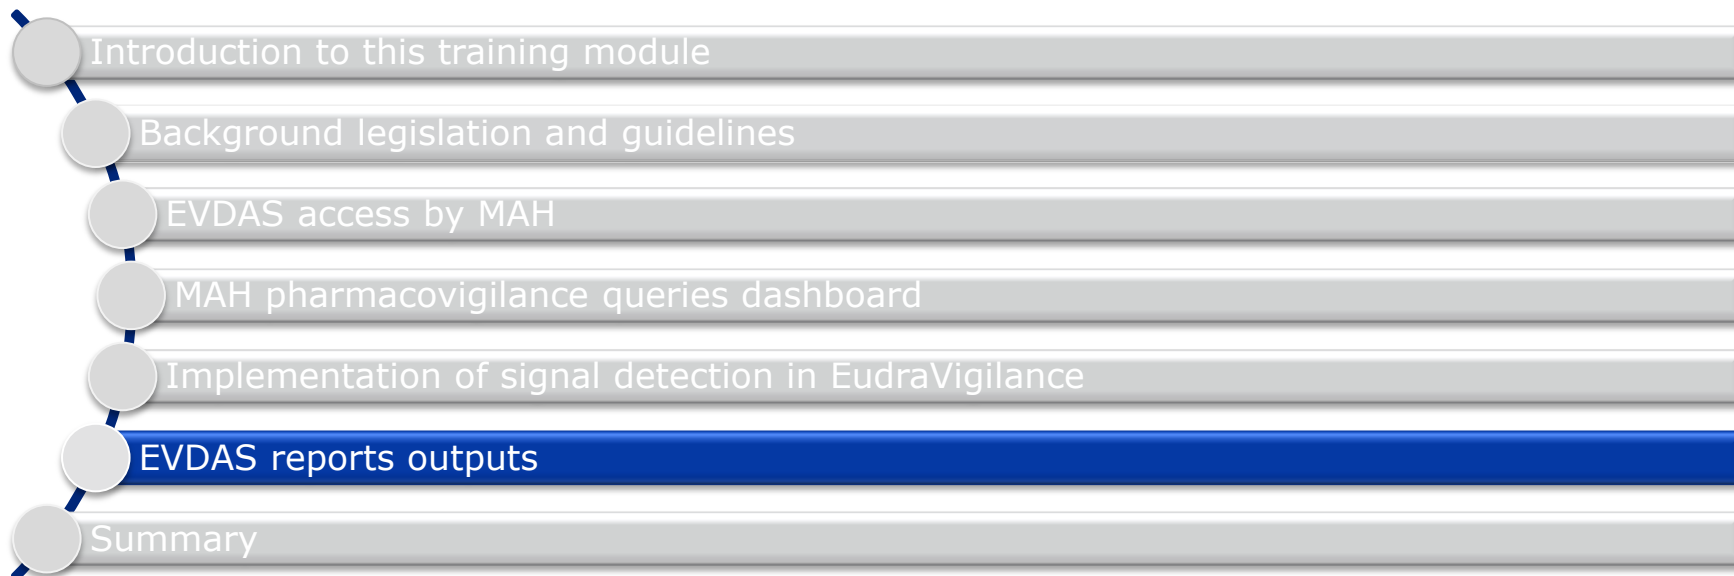 Introduction to this training module
Background legislation and guidelines
EVDAS access by MAH
MAH pharmacovigilance queries dashboard
Implementation of signal detection in EudraVigilance
EVDAS reports outputs
Summary